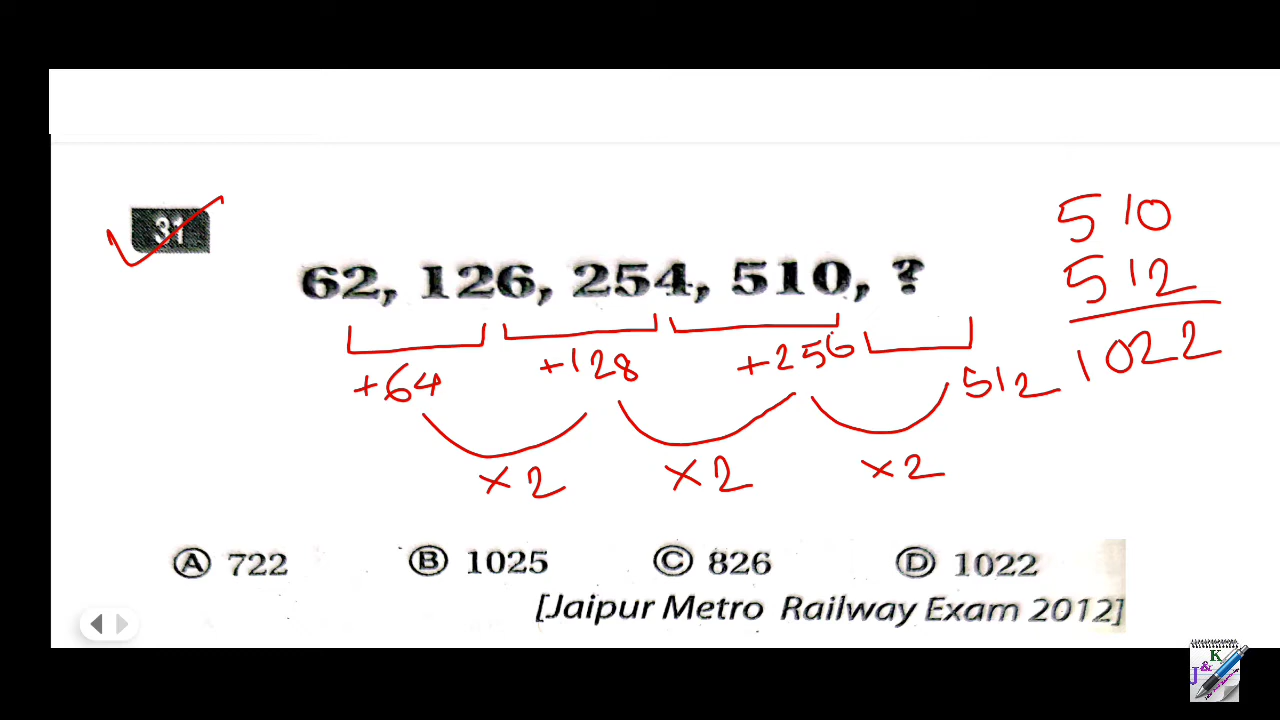 31
62, 126, 254, 510, ?
+64 +128 +256 512
×2 ×2 ×2
510
512
1022
Ⓐ 722 Ⓑ 1025 Ⓒ 826 Ⓓ 1022
[Jaipur Metro Railway Exam 2012]
J&K